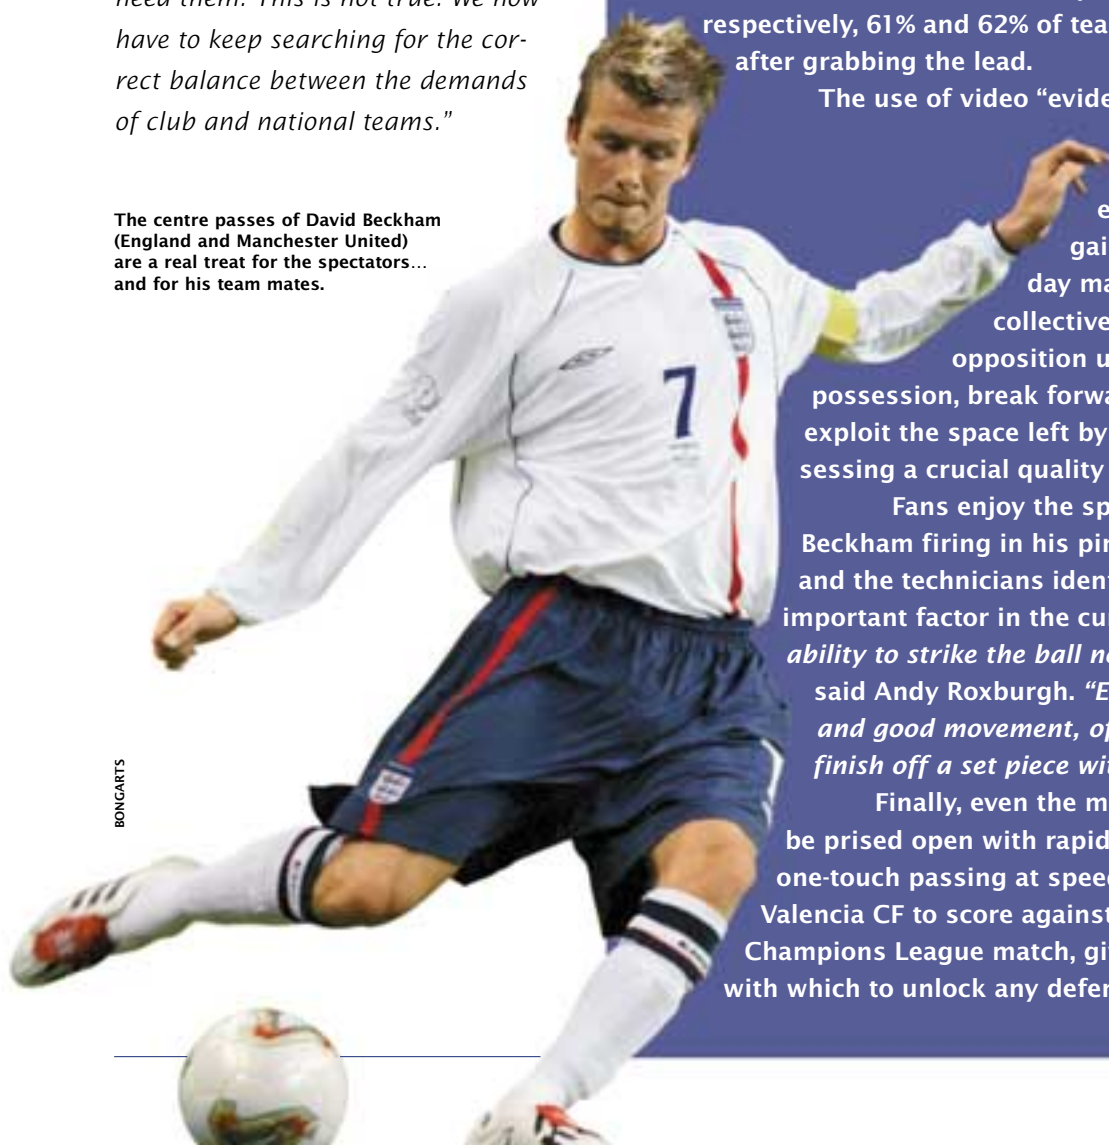 need them. This is not true. We now
have to keep searching for the cor-
rect balance between the demands
of club and national teams.”
The centre passes of David Beckham
(England and Manchester United)
are a real treat for the spectators…
and for his team mates.
BONGARTS
7
respectively, 61% and 62% of tea
after grabbing the lead.
The use of video “evide
e
gai
day ma
collective
opposition u
possession, break forwa
exploit the space left by
sessing a crucial quality
Fans enjoy the sp
Beckham firing in his pin
and the technicians ident
important factor in the cu
ability to strike the ball n
said Andy Roxburgh. “E
and good movement, of
finish off a set piece wit
Finally, even the m
be prised open with rapid
one-touch passing at speed
Valencia CF to score against
Champions League match, gi
with which to unlock any defen